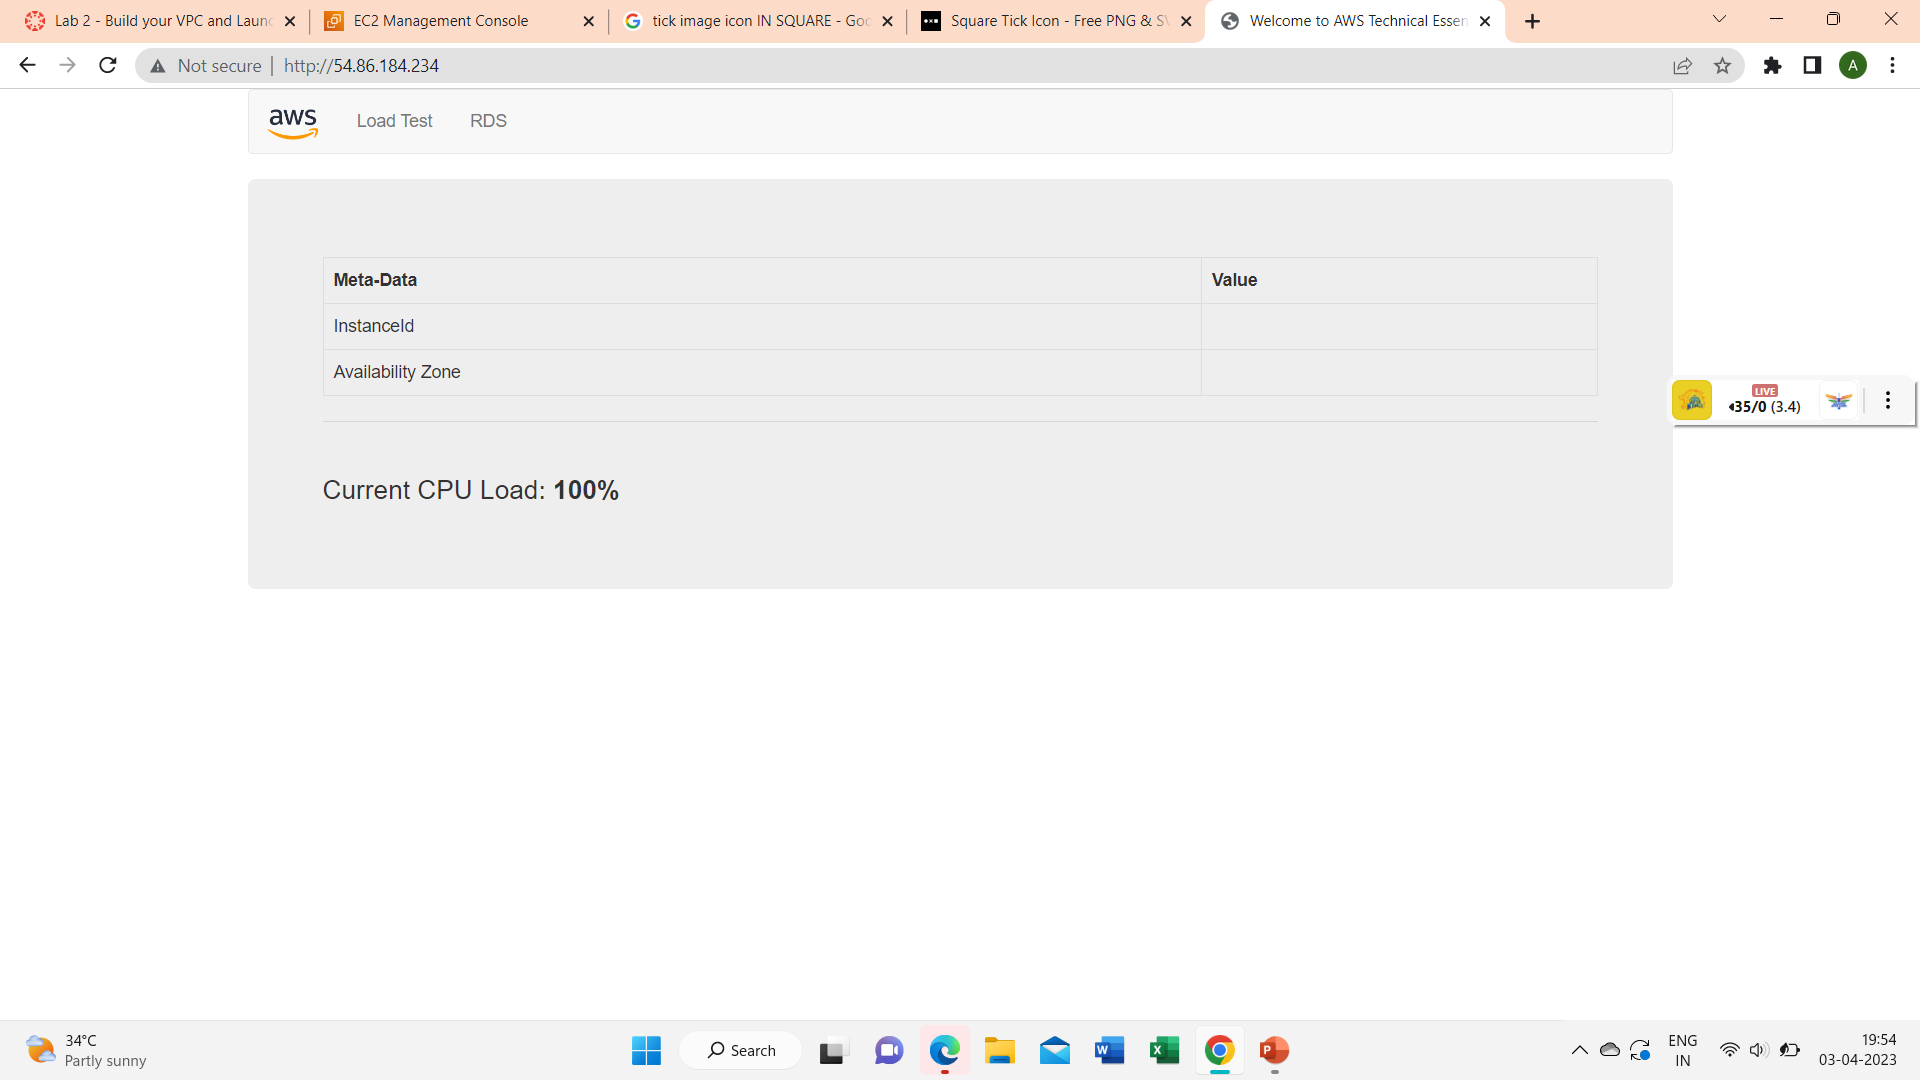 Lab 2 - Build your VPC and Laun
EC2 Management Console
tick image icon IN SQUARE - Goo
Square Tick Icon - Free PNG & SV
Welcome to AWS Technical Essen
Not secure | http://54.86.184.234
A
aws
Load Test
RDS
Meta-Data
Value
InstanceId
Availability Zone
LIVE
35/0 (3.4)
Current CPU Load: 100%
34°C
Partly sunny
Search
W
X
P
ENG
IN
19:54
03-04-2023